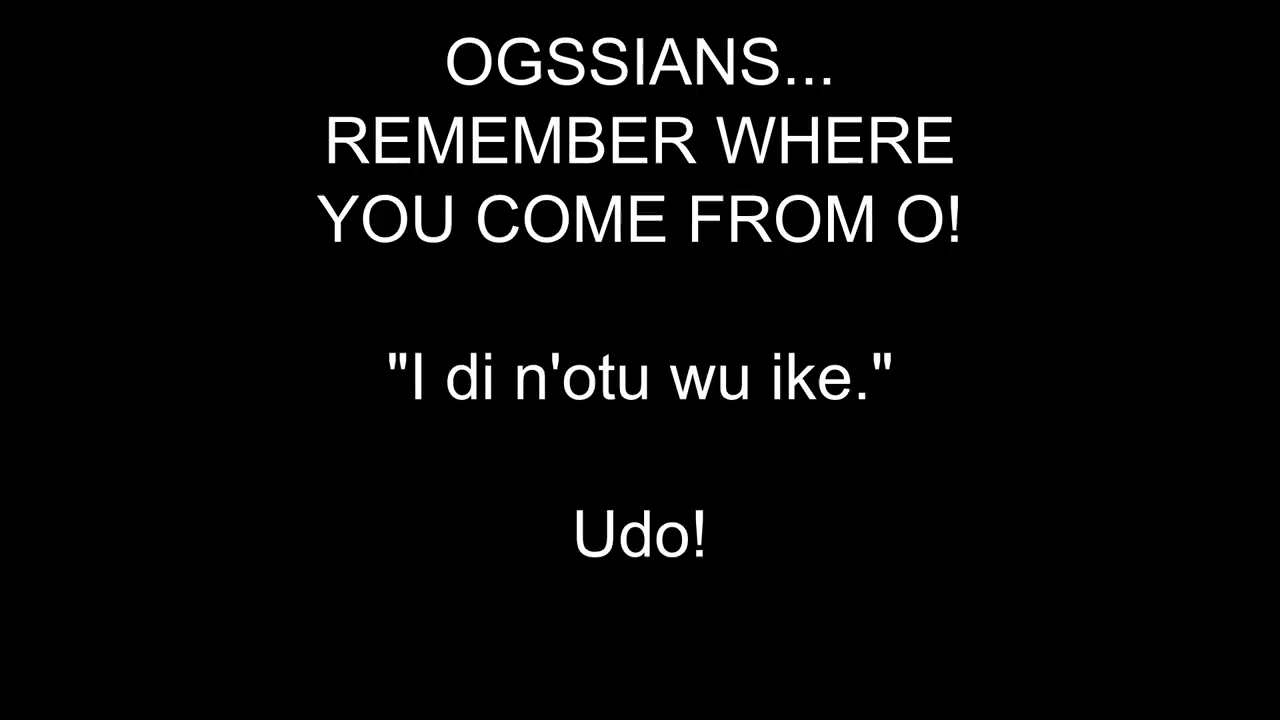 OGSSIANS...
REMEMBER WHERE
YOU COME FROM O!
"I di n'otu wu ike."
Udo!